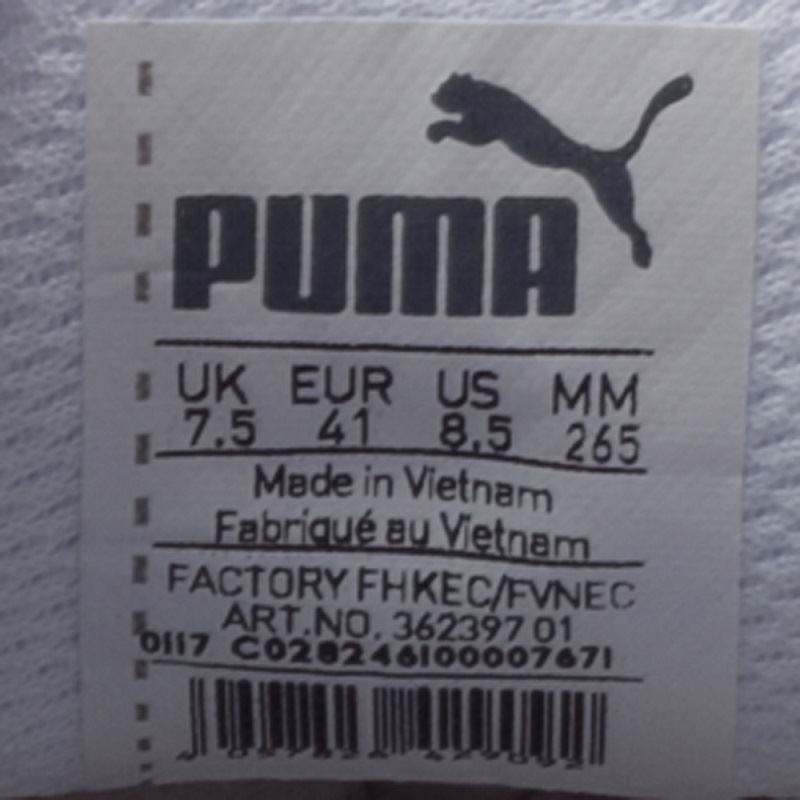 PUMA
UK EUR US MM
7.5 41 8.5 265
Made in Vietnam
Fabriqué au Vietnam
FACTORY FHKEC/FVNEC
ART.NO. 362397 01
0117 C028246100007671